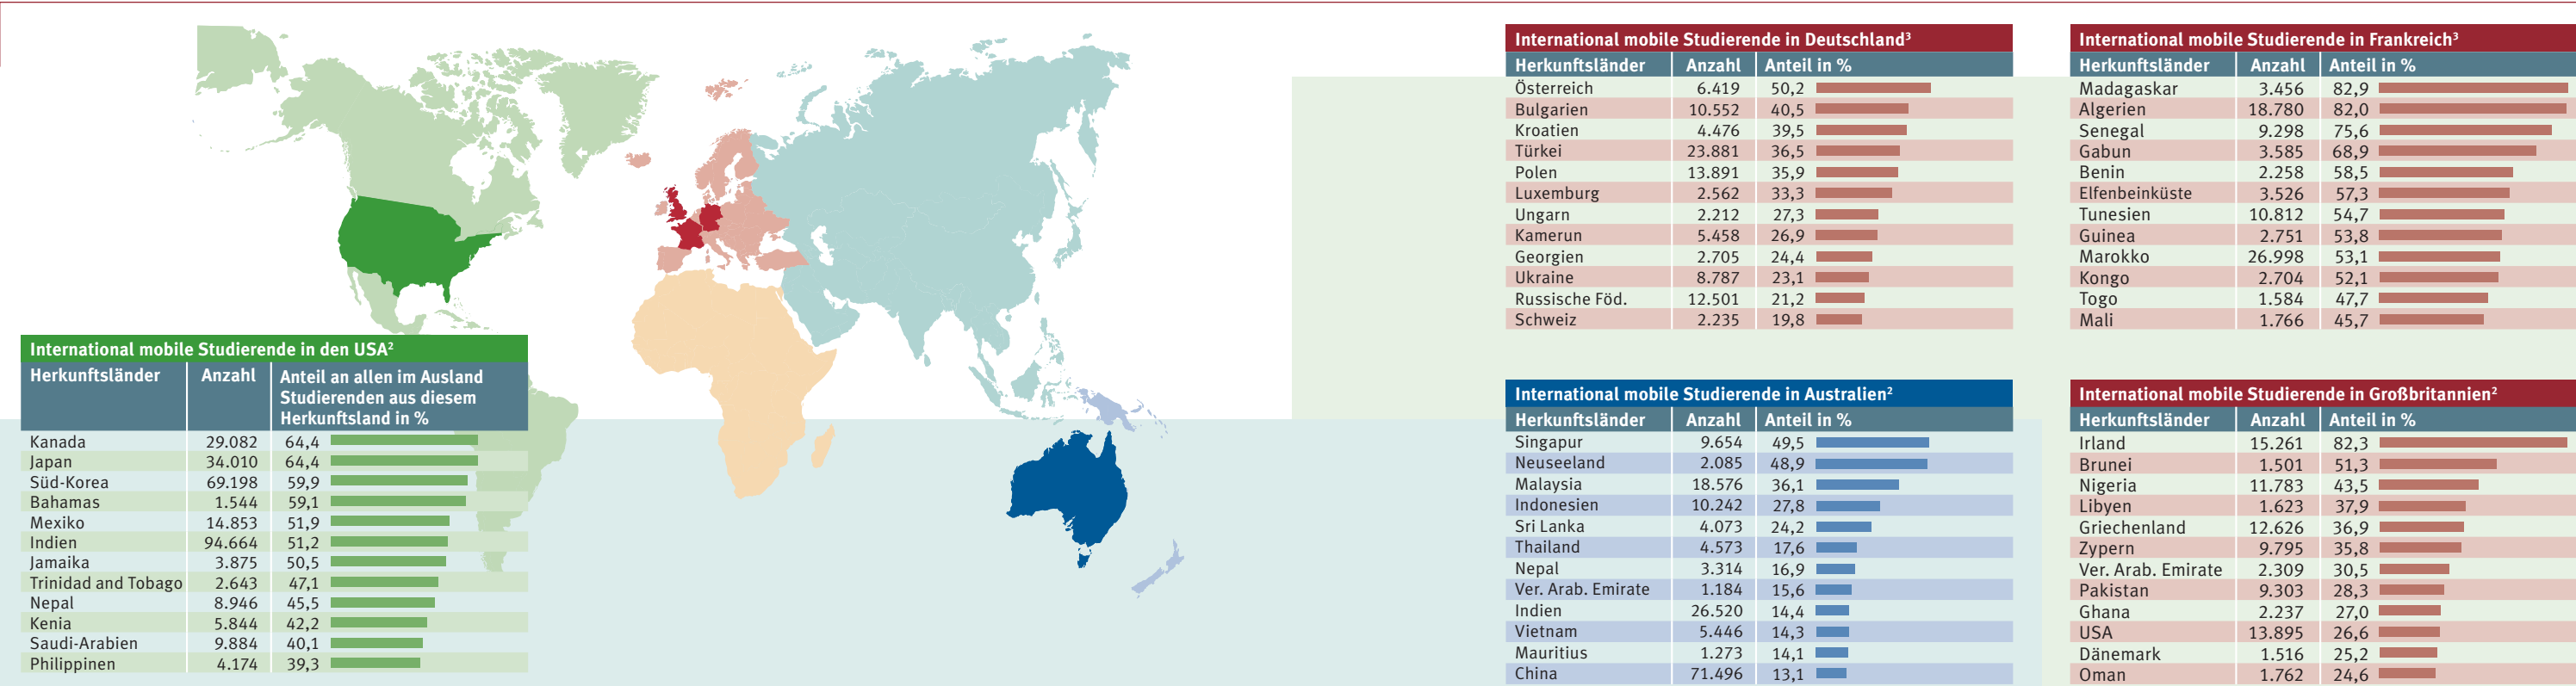 International mobile Studierende in den USA²
Herkunftsländer Anzahl Anteil an allen im Ausland
Studierenden aus diesem
Herkunftsland in %
Kanada 29.082 64,4
Japan 34.010 64,4
Süd-Korea 69.198 59,9
Bahamas 1.544 59,1
Mexiko 14.853 51,9
Indien 94.664 51,2
Jamaika 3.875 50,5
Trinidad and Tobago 2.643 47,1
Nepal 8.946 45,5
Kenia 5.844 42,2
Saudi-Arabien 9.884 40,1
Philippinen 4.174 39,3
International mobile Studierende in Deutschland³
Herkunftsländer Anzahl Anteil in %
Österreich 6.419 50,2
Bulgarien 10.552 40,5
Kroatien 4.476 39,5
Türkei 23.881 36,5
Polen 13.891 35,9
Luxemburg 2.562 33,3
Ungarn 2.212 27,3
Kamerun 5.458 26,9
Georgien 2.705 24,4
Ukraine 8.787 23,1
Russische Föd. 12.501 21,2
Schweiz 2.235 19,8
International mobile Studierende in Frankreich³
Herkunftsländer Anzahl Anteil in %
Madagaskar 3.456 82,9
Algerien 18.780 82,0
Senegal 9.298 75,6
Gabun 3.585 68,9
Benin 2.258 58,5
Elfenbeinküste 3.526 57,3
Tunesien 10.812 54,7
Guinea 2.751 53,8
Marokko 26.998 53,1
Kongo 2.704 52,1
Togo 1.584 47,7
Mali 1.766 45,7
International mobile Studierende in Australien²
Herkunftsländer Anzahl Anteil in %
Singapur 9.654 49,5
Neuseeland 2.085 48,9
Malaysia 18.576 36,1
Indonesien 10.242 27,8
Sri Lanka 4.073 24,2
Thailand 4.573 17,6
Nepal 3.314 16,9
Ver. Arab. Emirate 1.184 15,6
Indien 26.520 14,4
Vietnam 5.446 14,3
Mauritius 1.273 14,1
China 71.496 13,1
International mobile Studierende in Großbritannien²
Herkunftsländer Anzahl Anteil in %
Irland 15.261 82,3
Brunei 1.501 51,3
Nigeria 11.783 43,5
Libyen 1.623 37,9
Griechenland 12.626 36,9
Zypern 9.795 35,8
Ver. Arab. Emirate 2.309 30,5
Pakistan 9.303 28,3
Ghana 2.237 27,0
USA 13.895 26,6
Dänemark 1.516 25,2
Oman 1.762 24,6